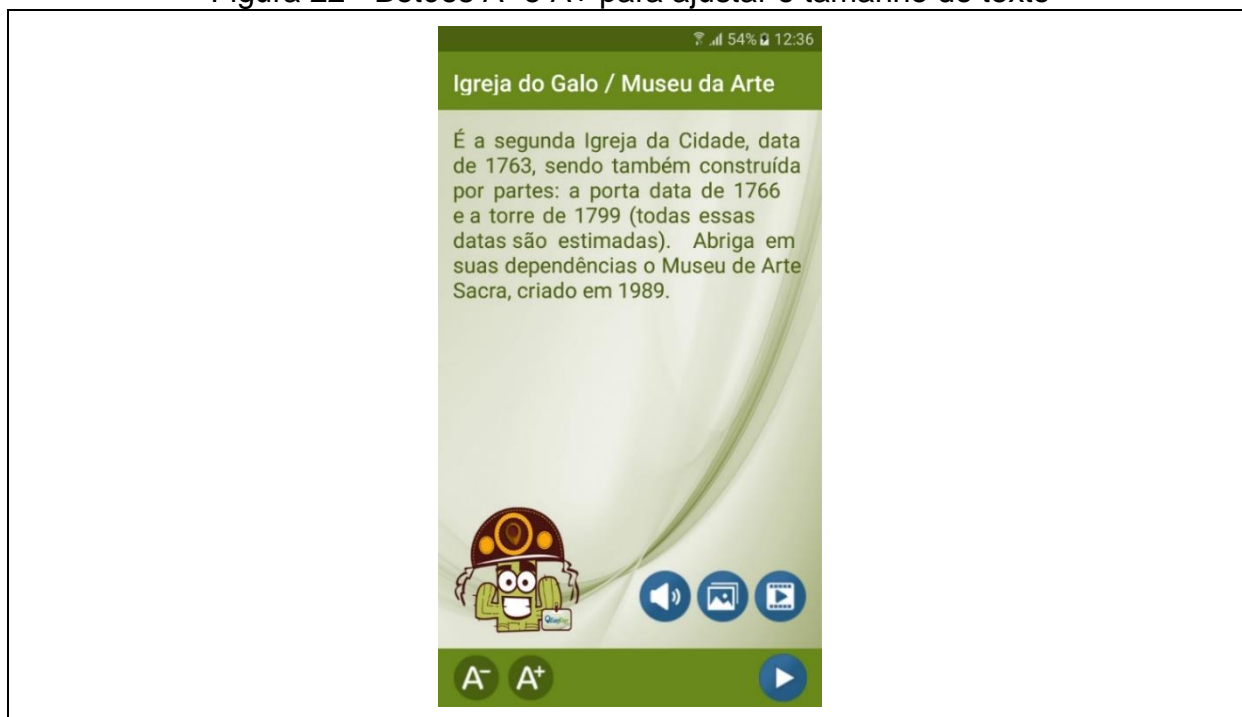 Figura 22 - Botões A- e A+ para ajustar o tamanho do texto
54% 12:36
Igreja do Galo / Museu da Arte
É a segunda Igreja da Cidade, data
de 1763, sendo também construída
por partes: a porta data de 1766
e a torre de 1799 (todas essas
datas são estimadas). Abriga em
suas dependências o Museu de Arte
Sacra, criado em 1989.
A- A+